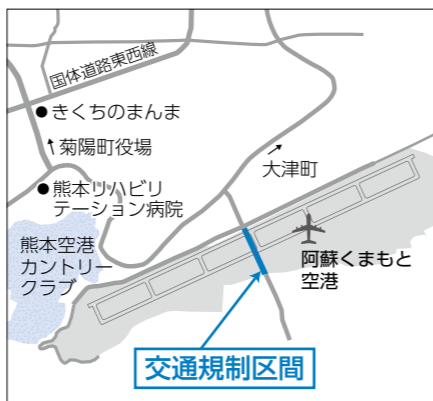 国体道路東西線
●きくちのまんま
↑菊陽町役場
大津町
●熊本リハビリ
テーション病院
熊本空港
カントリー
クラブ
阿蘇くまもと
空港
交通規制区間